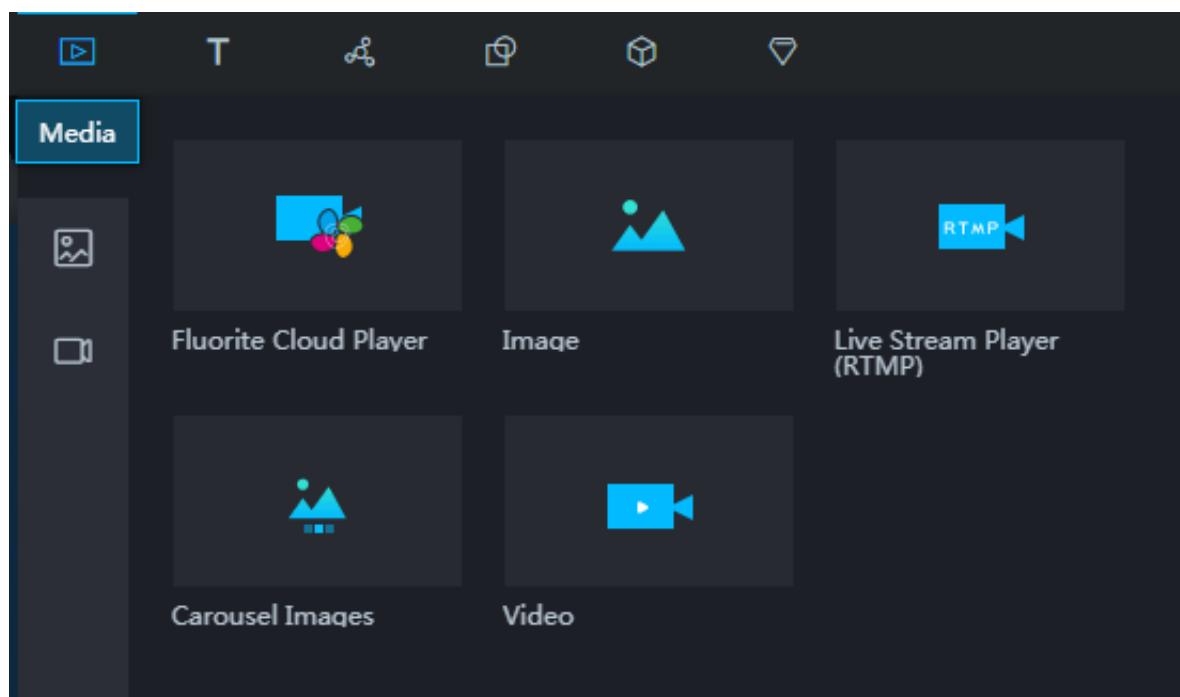 T
Media
RTMP
Fluorite Cloud Player
Image
Live Stream Player
(RTMP)
Carousel Images
Video